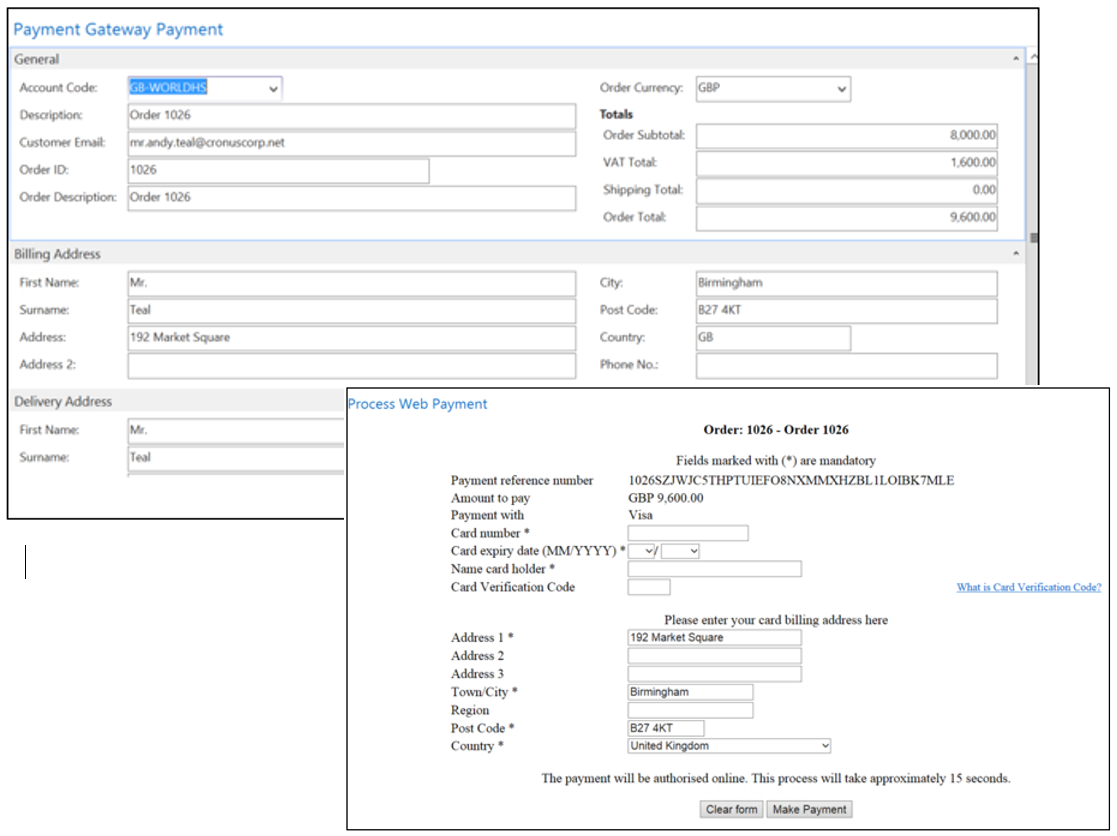 Payment Gateway Payment
General
Account Code: GB-WORLDHS
Description: Order 1026
Customer Email: mr.andy.teal@cronuscorp.net
Order ID: 1026
Order Description: Order 1026
Order Currency: GBP
Totals
Order Subtotal: 8,000.00
VAT Total: 1,600.00
Shipping Total: 0.00
Order Total: 9,600.00
Billing Address
First Name: Mr.
Surname: Teal
Address: 192 Market Square
Address 2:
City: Birmingham
Post Code: B27 4KT
Country: GB
Phone No.:
Delivery Address
First Name: Mr.
Surname: Teal
Process Web Payment
Order: 1026 - Order 1026
Fields marked with (*) are mandatory
Payment reference number 1026SZJWJC5THPTUIEFO8NXMMXHZBL1LOIBK7MLE
Amount to pay GBP 9,600.00
Payment with Visa
Card number *
Card expiry date (MM/YYYY) * /
Name card holder *
Card Verification Code What is Card Verification Code?
Please enter your card billing address here
Address 1 * 192 Market Square
Address 2
Address 3
Town/City * Birmingham
Region
Post Code * B27 4KT
Country * United Kingdom
The payment will be authorised online. This process will take approximately 15 seconds.
Clear form Make Payment